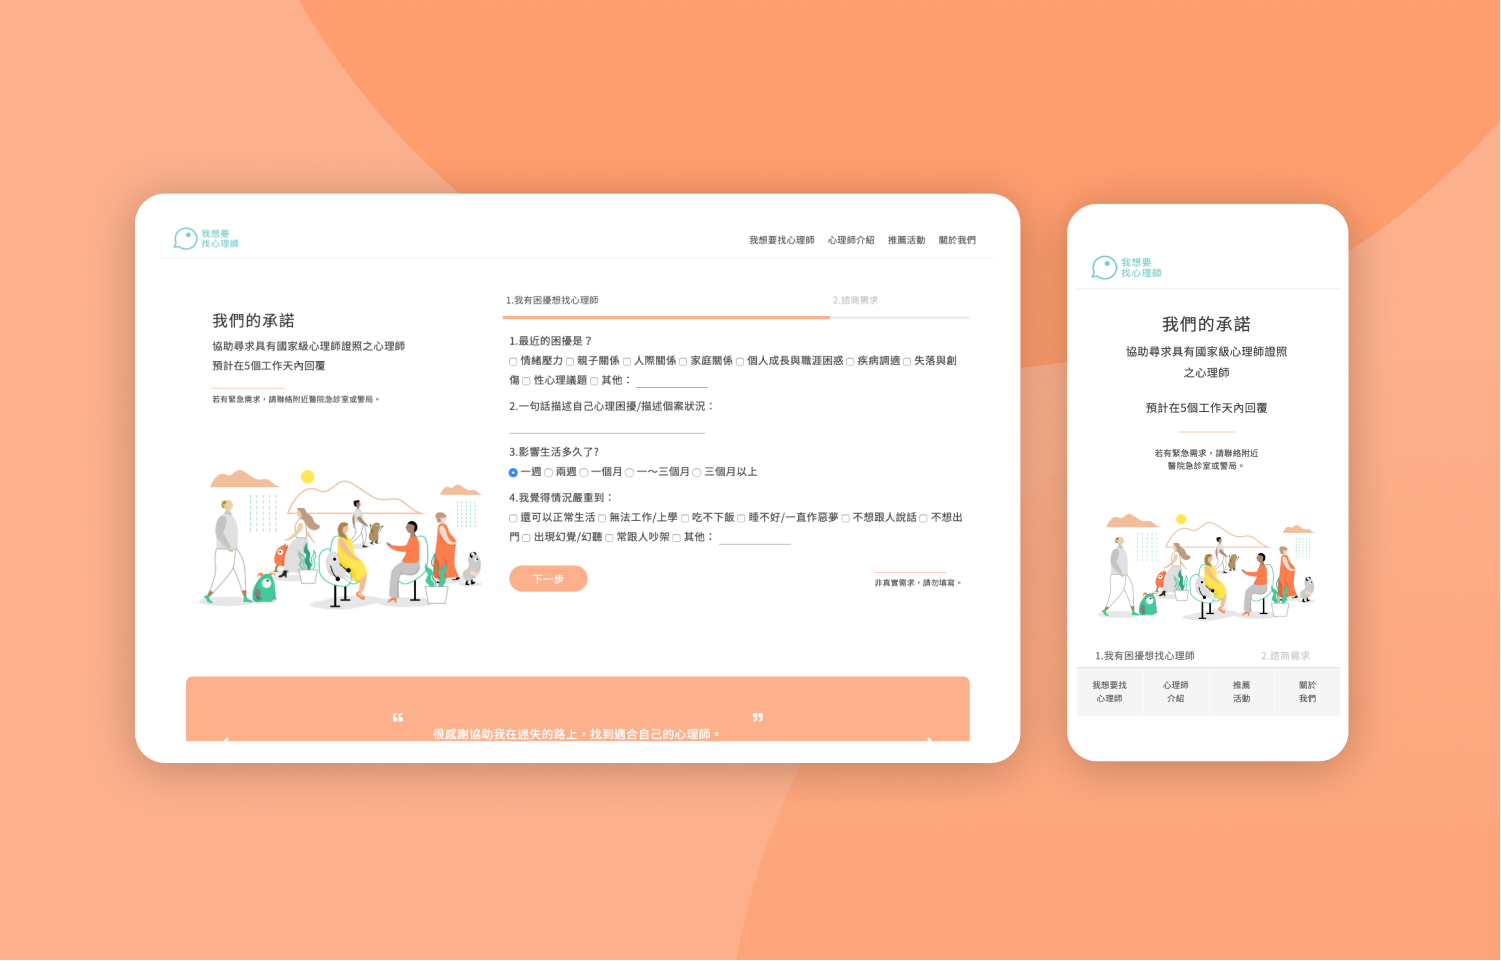 我想要
找心理師
我想要找心理師 心理師介紹 推薦活動 關於我們
我們的承諾
協助尋求具有國家級心理師證照之心理師
預計在5個工作天內回覆
若有緊急需求，請聯絡附近醫院急診室或警局。
1.我有困擾想找心理師 2.諮商需求
1.最近的困擾是？
情緒壓力 親子關係 人際關係 家庭關係 個人成長與職涯困惑 疾病調適 失落與創
傷 性心理議題 其他：
2.一句話描述自己心理困擾/描述個案狀況：
3.影響生活多久了?
一週 兩週 一個月 一～三個月 三個月以上
4.我覺得情況嚴重到：
還可以正常生活 無法工作/上學 吃不下飯 睡不好/一直作惡夢 不想跟人說話 不想出
門 出現幻覺/幻聽 常跟人吵架 其他：
下一步
非真實需求，請勿填寫。
“ ”
很感謝協助我在迷失的路上，找到適合自己的心理師。
我想要
找心理師
我們的承諾
協助尋求具有國家級心理師證照
之心理師
預計在5個工作天內回覆
若有緊急需求，請聯絡附近
醫院急診室或警局。
1.我有困擾想找心理師 2.諮商需求
我想要找 心理師 推薦 關於
心理師 介紹 活動 我們